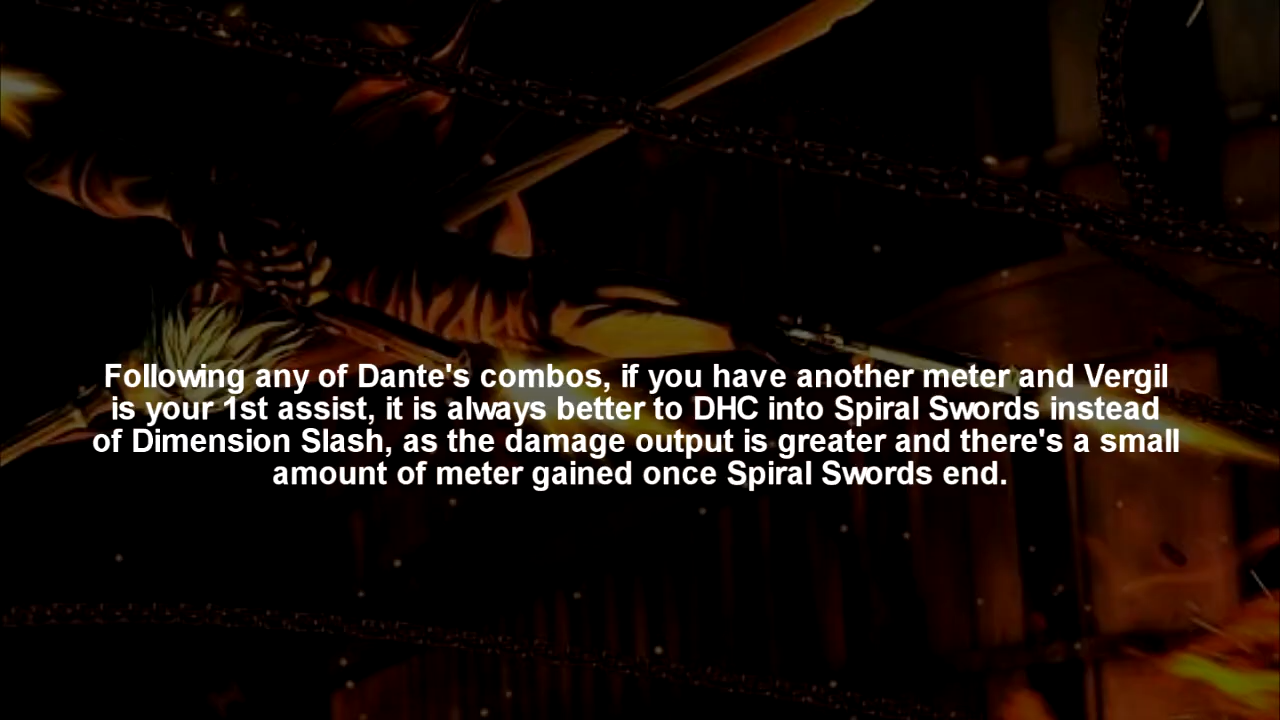 Following any of Dante's combos, if you have another meter and Vergil
is your 1st assist, it is always better to DHC into Spiral Swords instead
of Dimension Slash, as the damage output is greater and there's a small
amount of meter gained once Spiral Swords end.